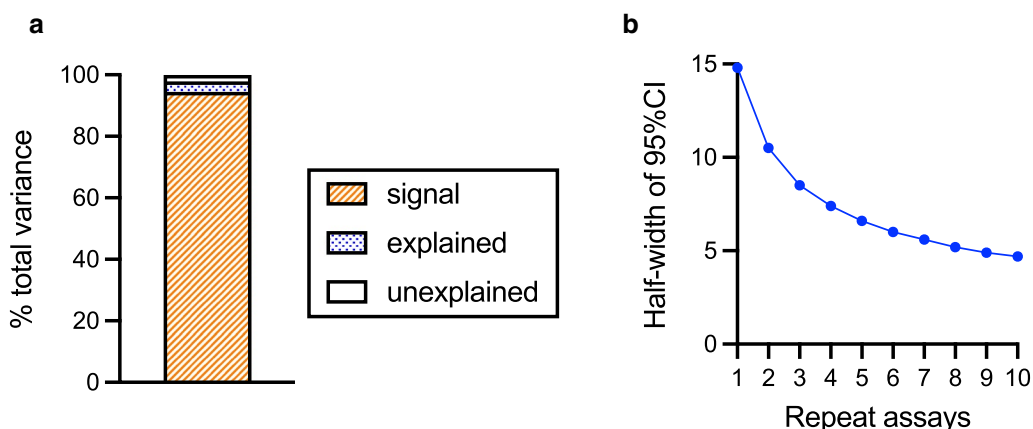 a
100
80
60
40
20
0
% total variance
signal
explained
unexplained
b
15
10
5
0
Half-width of 95%CI
1 2 3 4 5 6 7 8 9 10
Repeat assays